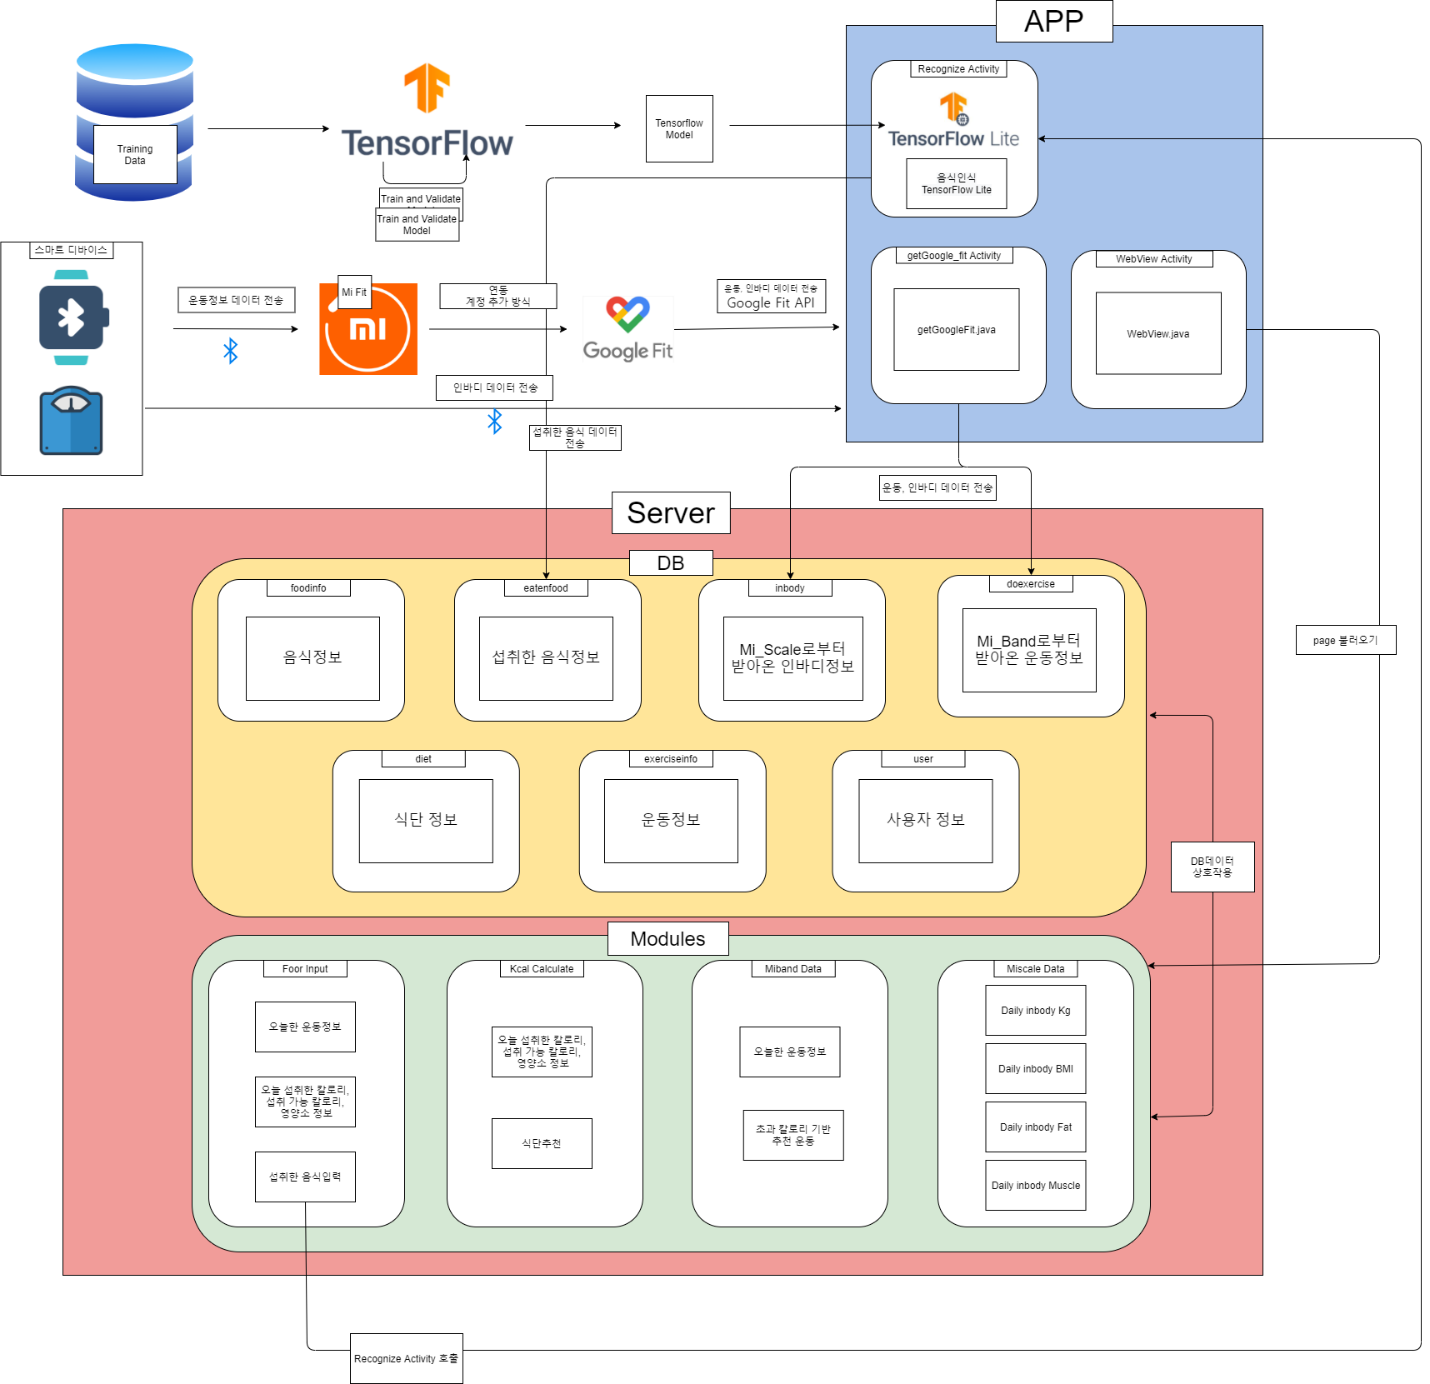 APP
Recognize Activity
TensorFlow Lite
음식인식
TensorFlow Lite
Training
Data
TensorFlow
Tensorflow
Model
Train and Validate
Train and Validate
Model
스마트 디바이스
운동정보 데이터 전송
Mi Fit
연동
계정 추가 방식
Google Fit
운동, 인바디 데이터 전송
Google Fit API
getGoogle_fit Activity
getGoogleFit.java
WebView Activity
WebView.java
인바디 데이터 전송
섭취한 음식 데이터
전송
운동, 인바디 데이터 전송
Server
DB
foodinfo
음식정보
eatenfood
섭취한 음식정보
inbody
Mi_Scale로부터
받아온 인바디정보
doexercise
Mi_Band로부터
받아온 운동정보
page 불러오기
diet
식단 정보
exerciseinfo
운동정보
user
사용자 정보
DB데이터
상호작용
Modules
Foor Input
오늘한 운동정보
오늘 섭취한 칼로리,
섭취 가능 칼로리,
영양소 정보
섭취한 음식입력
Kcal Calculate
오늘 섭취한 칼로리,
섭취 가능 칼로리,
영양소 정보
식단추천
Miband Data
오늘한 운동정보
초과 칼로리 기반
추천 운동
Miscale Data
Daily inbody Kg
Daily inbody BMI
Daily inbody Fat
Daily inbody Muscle
Recognize Activity 호출